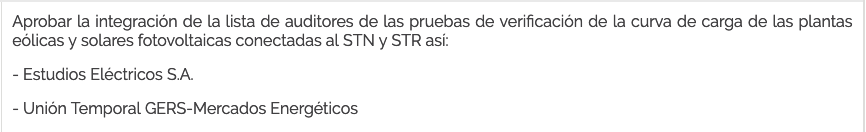 Aprobar la integración de la lista de auditores de las pruebas de verificación de la curva de carga de las plantas
eólicas y solares fotovoltaicas conectadas al STN y STR así:
- Estudios Eléctricos S.A.
- Unión Temporal GERS-Mercados Energéticos